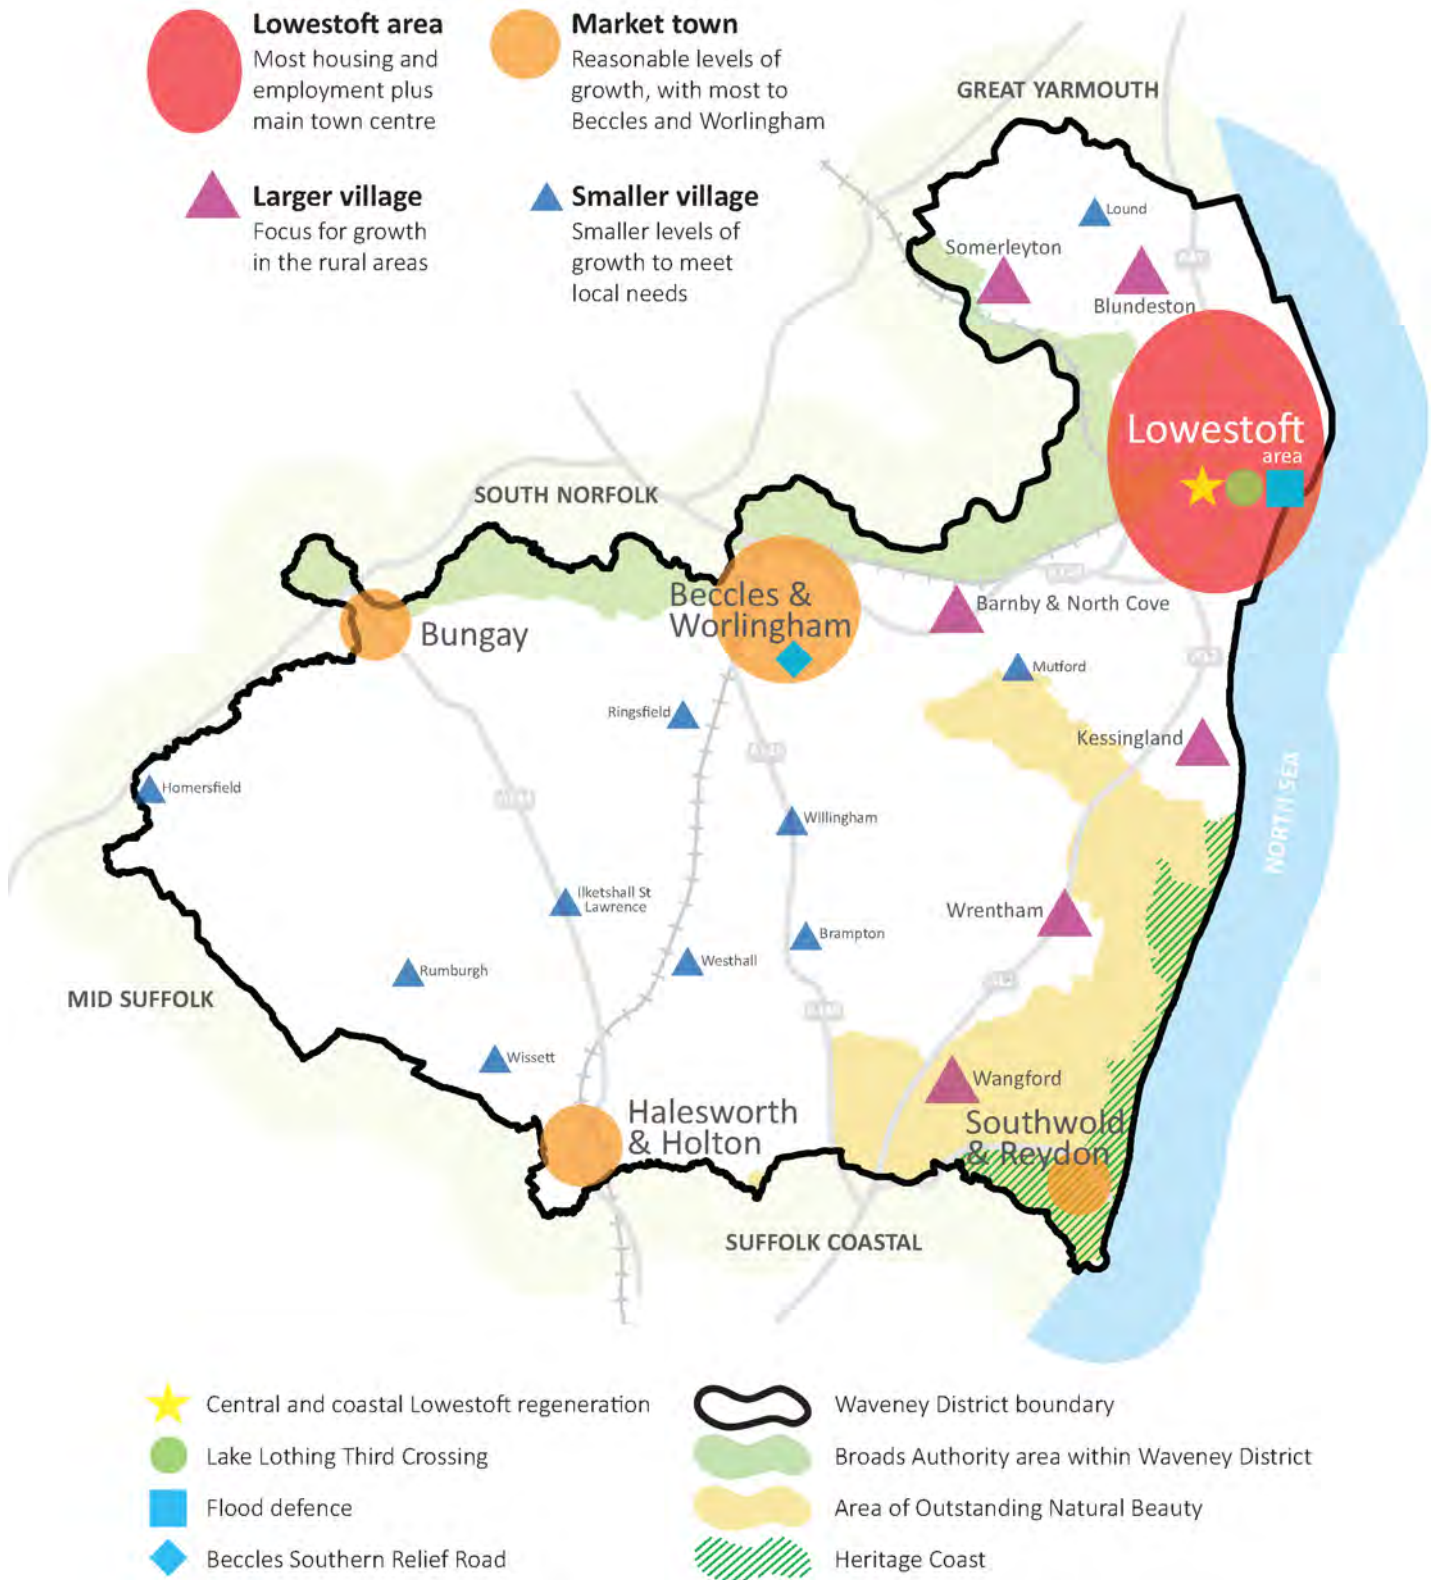 Lowestoft area
Most housing and
employment plus
main town centre
Market town
Reasonable levels of
growth, with most to
Beccles and Worlingham
Larger village
Focus for growth
in the rural areas
Smaller village
Smaller levels of
growth to meet
local needs
GREAT YARMOUTH
Lound
Somerleyton
Blundeston
Lowestoft
area
SOUTH NORFOLK
Beccles &
Worlingham
Barnby & North Cove
Bungay
Mutford
Ringsfield
Kessingland
Homersfield
Willingham
NORTH SEA
Ilketshall St
Lawrence
Wrentham
Brampton
Westhall
Rumburgh
MID SUFFOLK
Wissett
Wangford
Halesworth
& Holton
Southwold
& Reydon
SUFFOLK COASTAL
Central and coastal Lowestoft regeneration
Lake Lothing Third Crossing
Flood defence
Beccles Southern Relief Road
Waveney District boundary
Broads Authority area within Waveney District
Area of Outstanding Natural Beauty
Heritage Coast